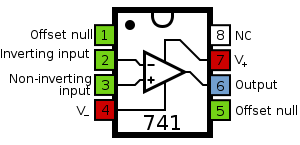 Offset null 1 8 NC
Inverting input 2 7 V+
Non-inverting input 3 6 Output
V− 4 5 Offset null
− +
741